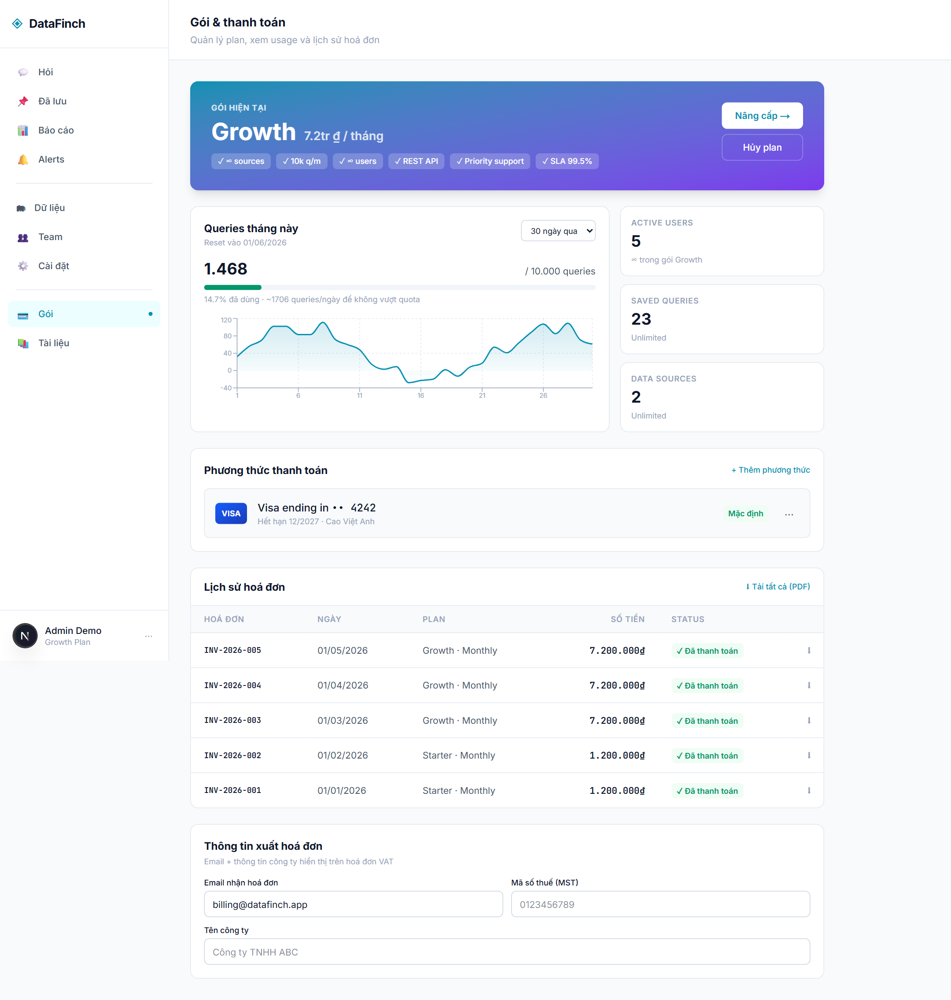 DataFinch
Hỏi
Đã lưu
Báo cáo
Alerts
Dữ liệu
Team
Cài đặt
Gói
Tài liệu
N
Admin Demo
Growth Plan
...
Gói & thanh toán
Quản lý plan, xem usage và lịch sử hoá đơn
GÓI HIỆN TẠI
Growth 7.2tr ₫ / tháng
✓ ∞ sources ✓ 10k q/m ✓ ∞ users ✓ REST API ✓ Priority support ✓ SLA 99.5%
Nâng cấp →
Hủy plan
Queries tháng này
Reset vào 01/06/2026
30 ngày qua
1.468 / 10.000 queries
14.7% đã dùng · ~1706 queries/ngày để không vượt quota
120
80
40
0
-40
1 6 11 16 21 26
ACTIVE USERS
5
∞ trong gói Growth
SAVED QUERIES
23
Unlimited
DATA SOURCES
2
Unlimited
Phương thức thanh toán
+ Thêm phương thức
VISA
Visa ending in •• 4242
Hết hạn 12/2027 · Cao Việt Anh
Mặc định
...
Lịch sử hoá đơn
⬇ Tải tất cả (PDF)
HOÁ ĐƠN NGÀY PLAN SỐ TIỀN STATUS
INV-2026-005 01/05/2026 Growth · Monthly 7.200.000₫ ✓ Đã thanh toán ⬇
INV-2026-004 01/04/2026 Growth · Monthly 7.200.000₫ ✓ Đã thanh toán ⬇
INV-2026-003 01/03/2026 Growth · Monthly 7.200.000₫ ✓ Đã thanh toán ⬇
INV-2026-002 01/02/2026 Starter · Monthly 1.200.000₫ ✓ Đã thanh toán ⬇
INV-2026-001 01/01/2026 Starter · Monthly 1.200.000₫ ✓ Đã thanh toán ⬇
Thông tin xuất hoá đơn
Email + thông tin công ty hiển thị trên hoá đơn VAT
Email nhận hoá đơn
billing@datafinch.app
Mã số thuế (MST)
0123456789
Tên công ty
Công ty TNHH ABC